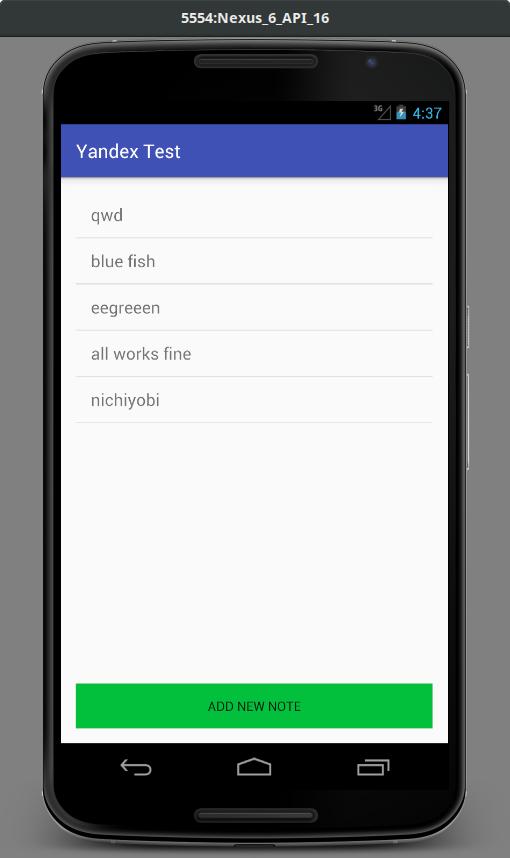 5554:Nexus_6_API_16
3G 4:37
Yandex Test
qwd
blue fish
eegreeen
all works fine
nichiyobi
ADD NEW NOTE